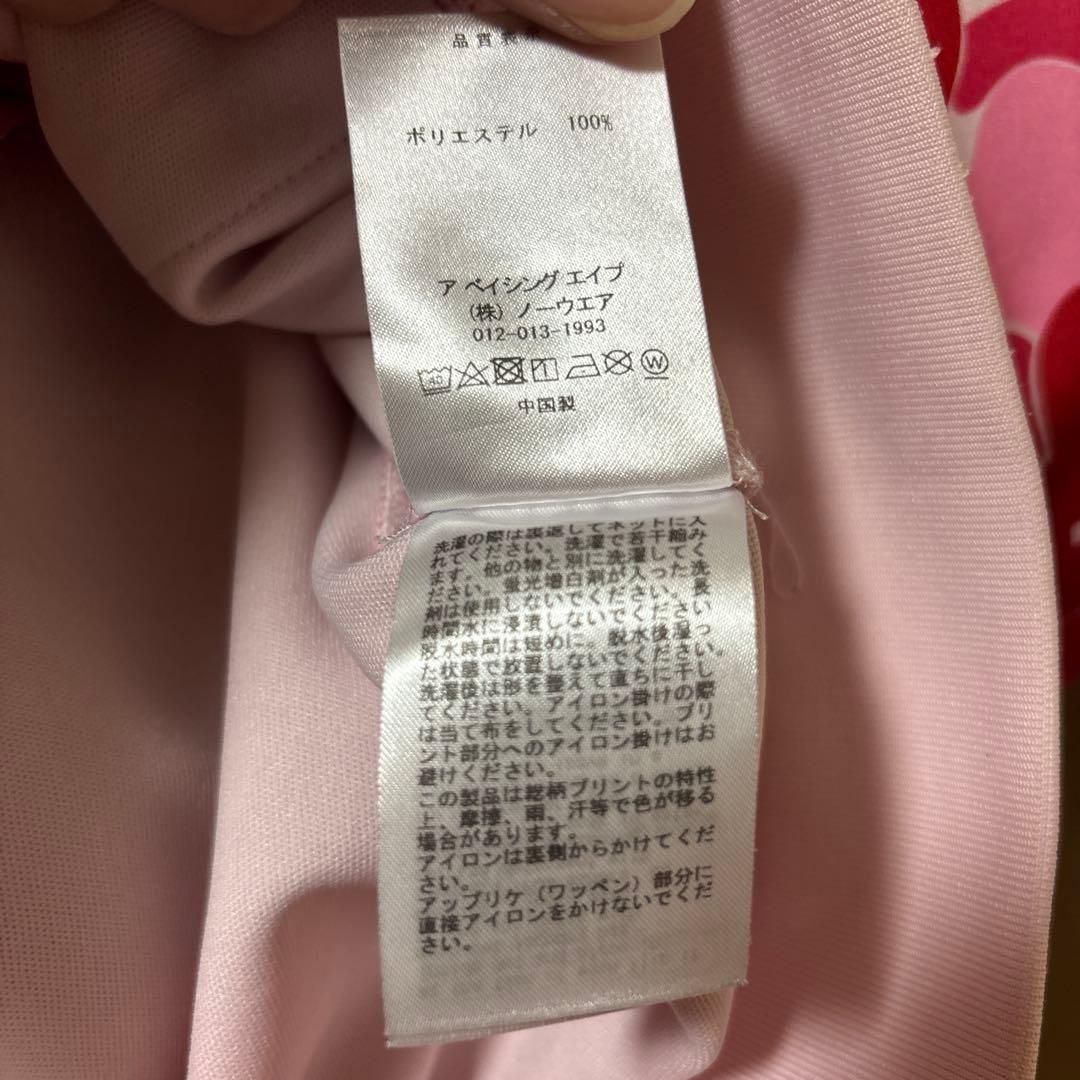 品質表示
ポリエステル 100%
ア ベイシング エイプ
(株) ノーウエア
012-013-1993
40 W
中国製
洗濯の際は裏返してネットに入
れてください。洗濯で若干縮み
ます。他の物と別に洗濯してく
ださい。蛍光増白剤が入った洗
剤は使用しないでください。長
時間水に浸漬しないでください。
脱水時間は短めに。脱水後湿っ
た状態で放置しないでください。
洗濯後は形を整えて直ちに干し
てください。アイロン掛けの際
は当て布をしてください。プリ
ント部分へのアイロン掛けはお
避けください。
この製品は総柄プリントの特性
上、摩擦、雨、汗等で色が移る
場合があります。
アイロンは裏側からかけてくだ
さい。
アップリケ (ワッペン) 部分に
直接アイロンをかけないでくだ
さい。